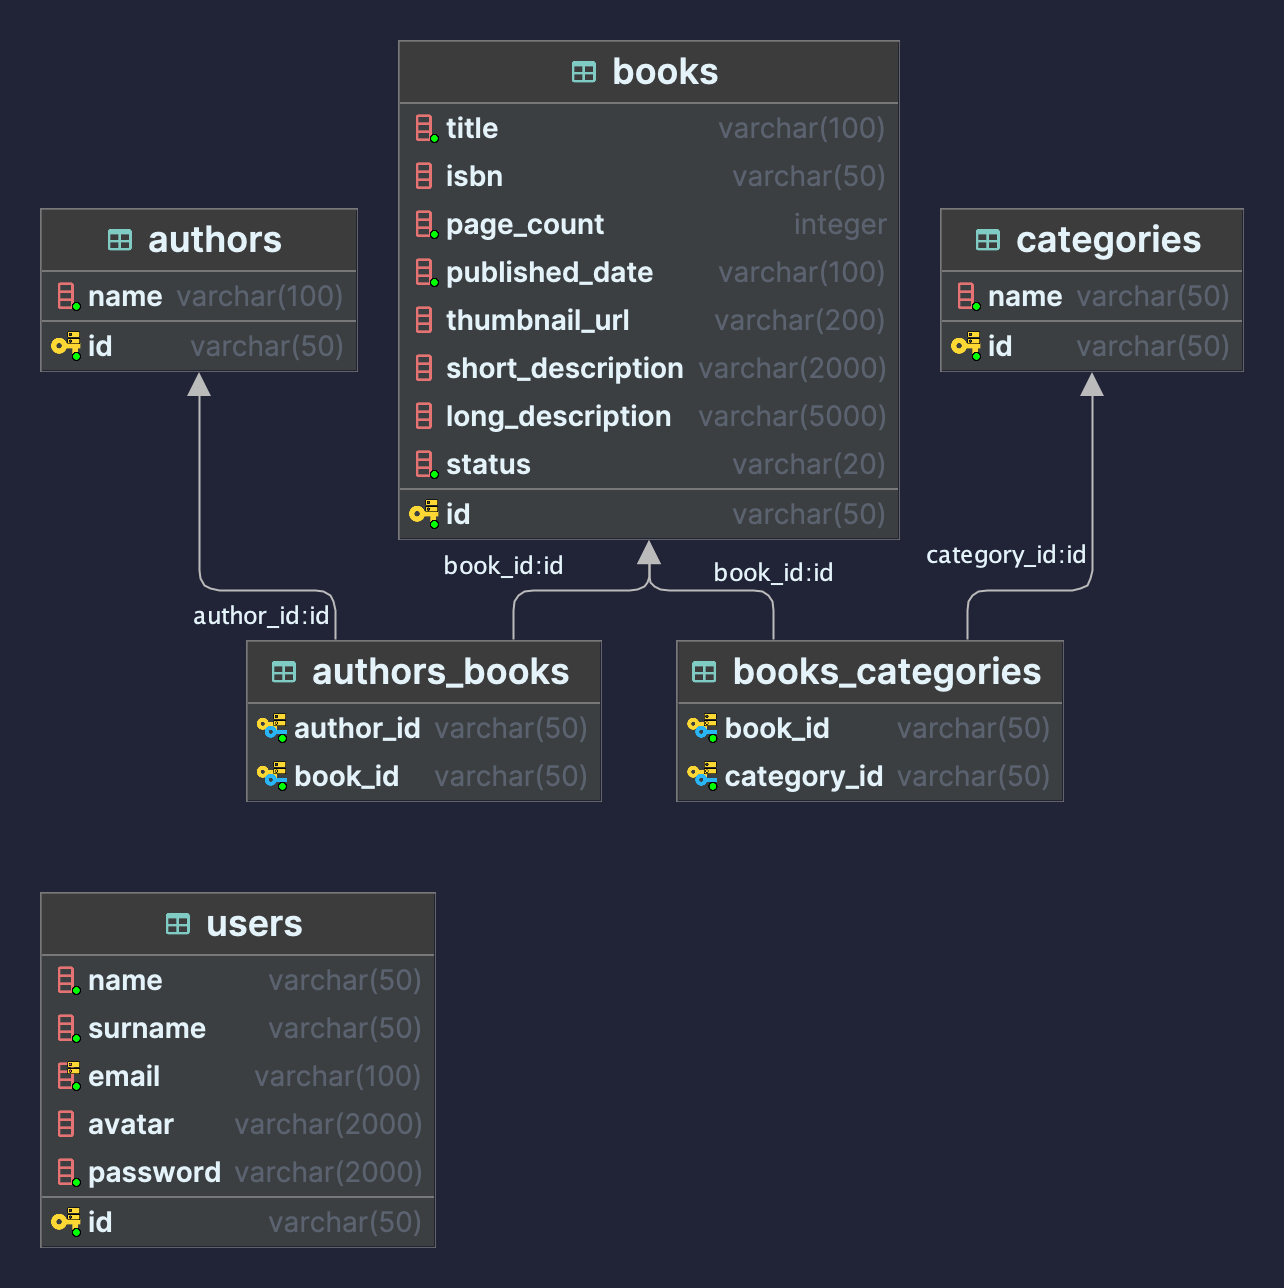 books
title varchar(100)
isbn varchar(50)
page_count integer
published_date varchar(100)
thumbnail_url varchar(200)
short_description varchar(2000)
long_description varchar(5000)
status varchar(20)
id varchar(50)
authors
name varchar(100)
id varchar(50)
categories
name varchar(50)
id varchar(50)
author_id:id
book_id:id
book_id:id
category_id:id
authors_books
author_id varchar(50)
book_id varchar(50)
books_categories
book_id varchar(50)
category_id varchar(50)
users
name varchar(50)
surname varchar(50)
email varchar(100)
avatar varchar(2000)
password varchar(2000)
id varchar(50)